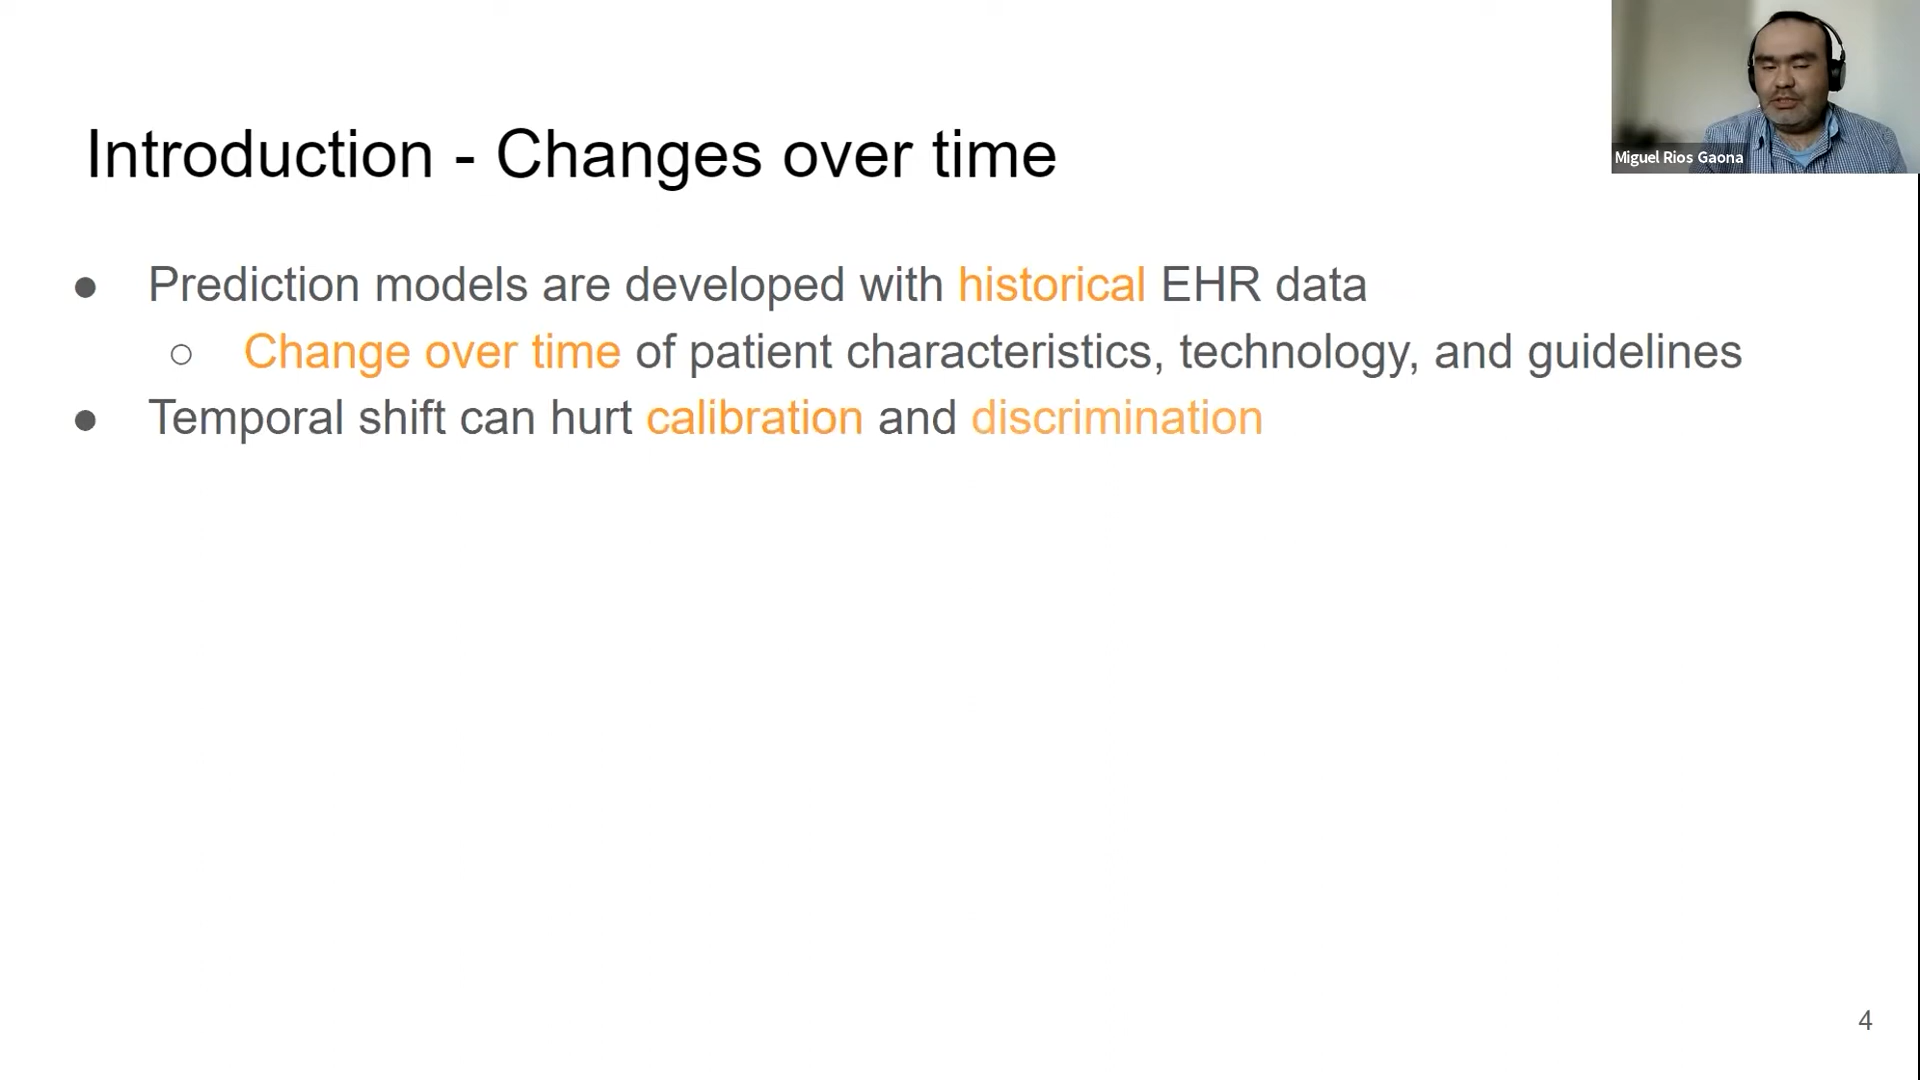 Miguel Rios Gaona
Introduction - Changes over time
● Prediction models are developed with historical EHR data
○ Change over time of patient characteristics, technology, and guidelines
● Temporal shift can hurt calibration and discrimination
4